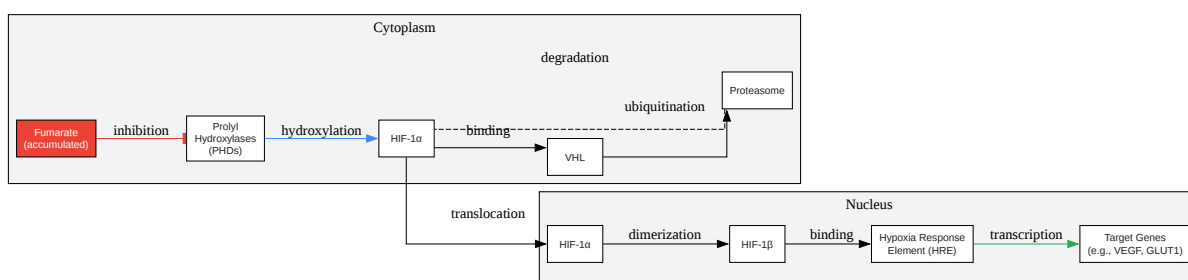 Cytoplasm
degradation
Proteasome
ubiquitination
Fumarate
(accumulated)
inhibition
Prolyl
Hydroxylases
(PHDs)
hydroxylation
HIF-1α
binding
VHL
translocation
Nucleus
HIF-1α
dimerization
HIF-1β
binding
Hypoxia Response
Element (HRE)
transcription
Target Genes
(e.g., VEGF, GLUT1)